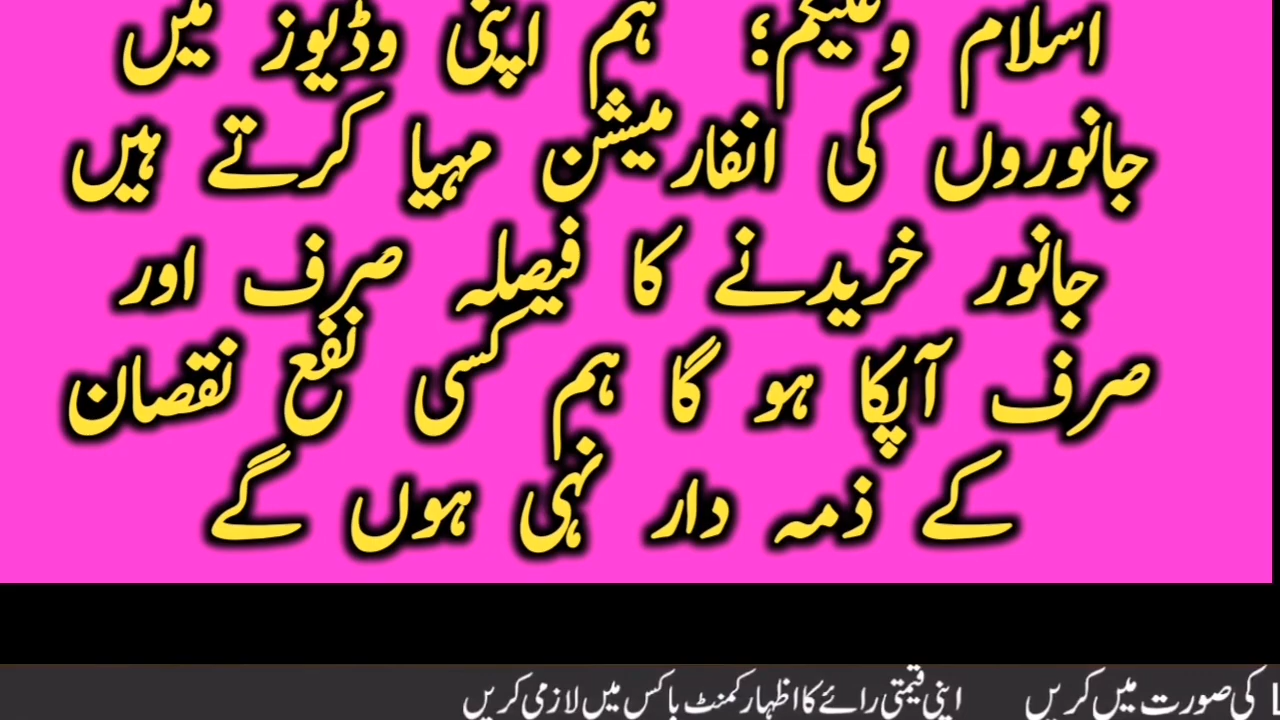 اسلام وعلیکم؛ ہم اپنی وڈیوز میں
جانوروں کی انفارمیشن مہیا کرتے ہیں
جانور خریدنے کا فیصلہ صرف اور
صرف آپکا ہو گا ہم کسی نفع نقصان
کے ذمہ دار نہی ہوں گے
کی صورت میں کریں اپنی قیمتی رائے کا اظہار کمنٹ باکس میں لازمی کریں